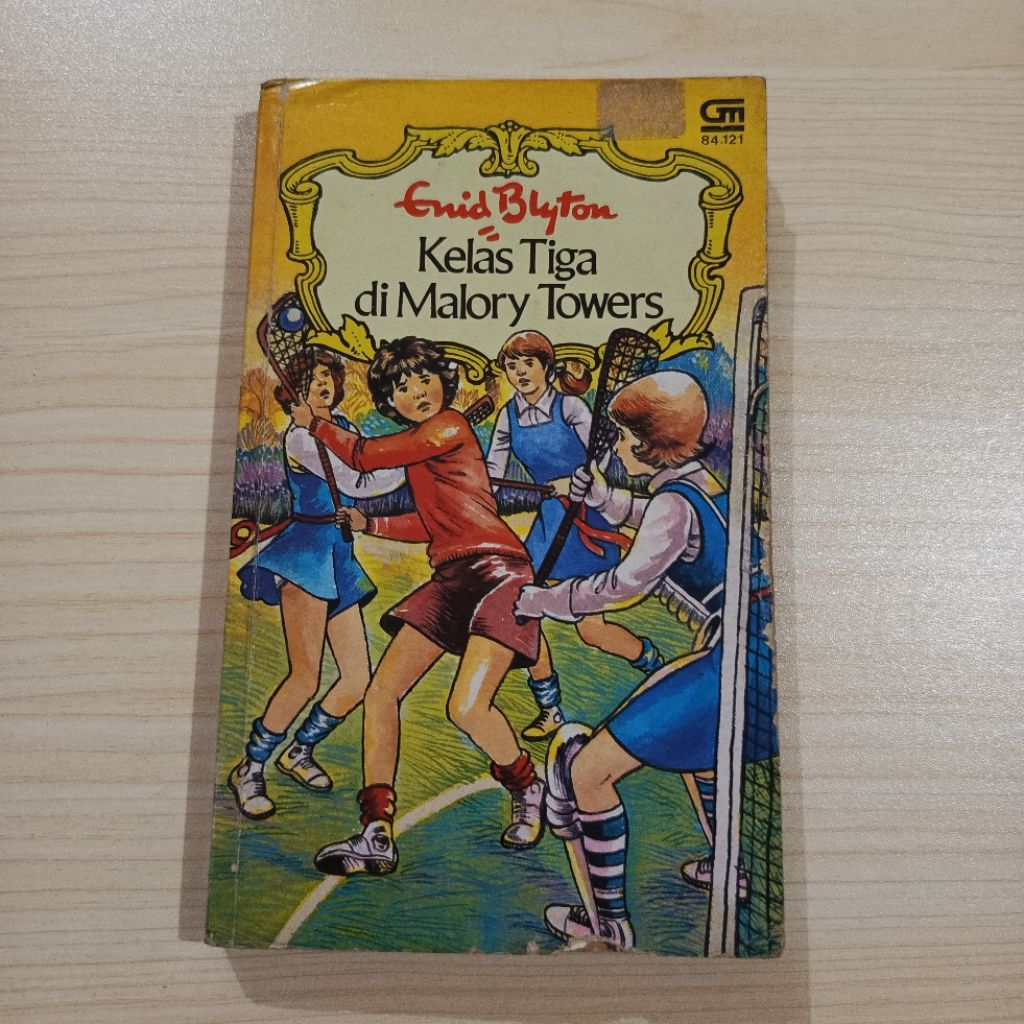 GM
84.121
Enid Blyton
Kelas Tiga
di Malory Towers